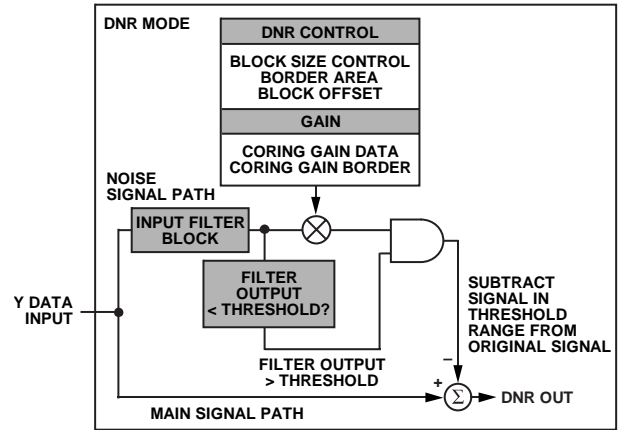 DNR MODE
DNR CONTROL
BLOCK SIZE CONTROL
BORDER AREA
BLOCK OFFSET
GAIN
CORING GAIN DATA
CORING GAIN BORDER
NOISE
SIGNAL PATH
INPUT FILTER
BLOCK
FILTER
OUTPUT
< THRESHOLD?
Y DATA
INPUT
SUBTRACT
SIGNAL IN
THRESHOLD
RANGE FROM
ORIGINAL SIGNAL
FILTER OUTPUT
> THRESHOLD
–
+
Σ
DNR OUT
MAIN SIGNAL PATH